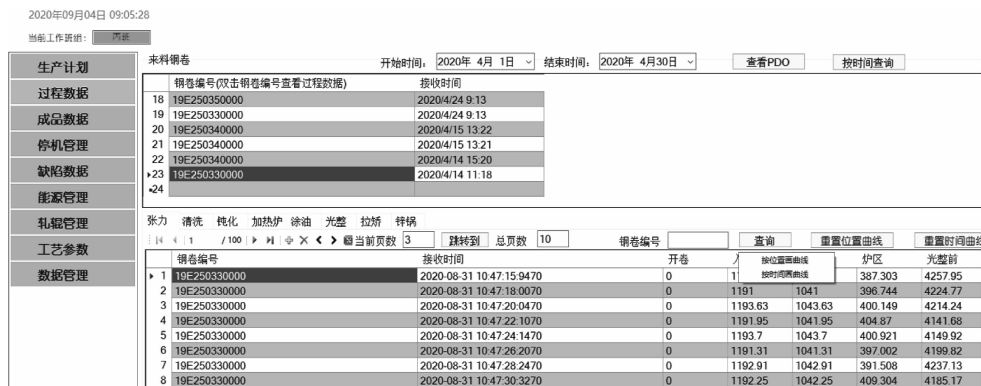 2020年09月04日 09:05:28
当前工作班组： 丙班
生产计划
过程数据
成品数据
停机管理
缺陷数据
能源管理
轧辊管理
工艺参数
数据管理
来料钢卷 开始时间： 2020年 4月 1日 结束时间： 2020年 4月30日 查看PDO 按时间查询
钢卷编号(双击钢卷编号查看过程数据) 接收时间
18 19E250350000 2020/4/24 9:13
19 19E250330000 2020/4/24 9:13
20 19E250340000 2020/4/15 13:22
21 19E250340000 2020/4/15 13:21
22 19E250340000 2020/4/14 15:20
23 19E250330000 2020/4/14 11:18
24
张力 清洗 钝化 加热炉 涂油 光整 拉矫 锌锅
1 / 100 当前页数 3 跳转到 总页数 10 钢卷编号 查询 重置位置曲线 重置时间曲线
钢卷编号 接收时间 开卷 炉区 光整前
按位置画曲线
按时间画曲线
1 19E250330000 2020-08-31 10:47:15:9470 0 387.303 4257.95
2 19E250330000 2020-08-31 10:47:18:0070 0 1191 1041 396.744 4224.77
3 19E250330000 2020-08-31 10:47:20:0470 0 1193.63 1043.63 400.149 4214.24
4 19E250330000 2020-08-31 10:47:22:1070 0 1191.95 1041.95 404.87 4141.68
5 19E250330000 2020-08-31 10:47:24:1470 0 1193.7 1043.7 400.921 4149.92
6 19E250330000 2020-08-31 10:47:26:2070 0 1191.31 1041.31 397.002 4199.82
7 19E250330000 2020-08-31 10:47:28:2470 0 1192.91 1042.91 391.508 4237.13
8 19E250330000 2020-08-31 10:47:30:3270 0 1192.25 1042.25 409.304 4185.17